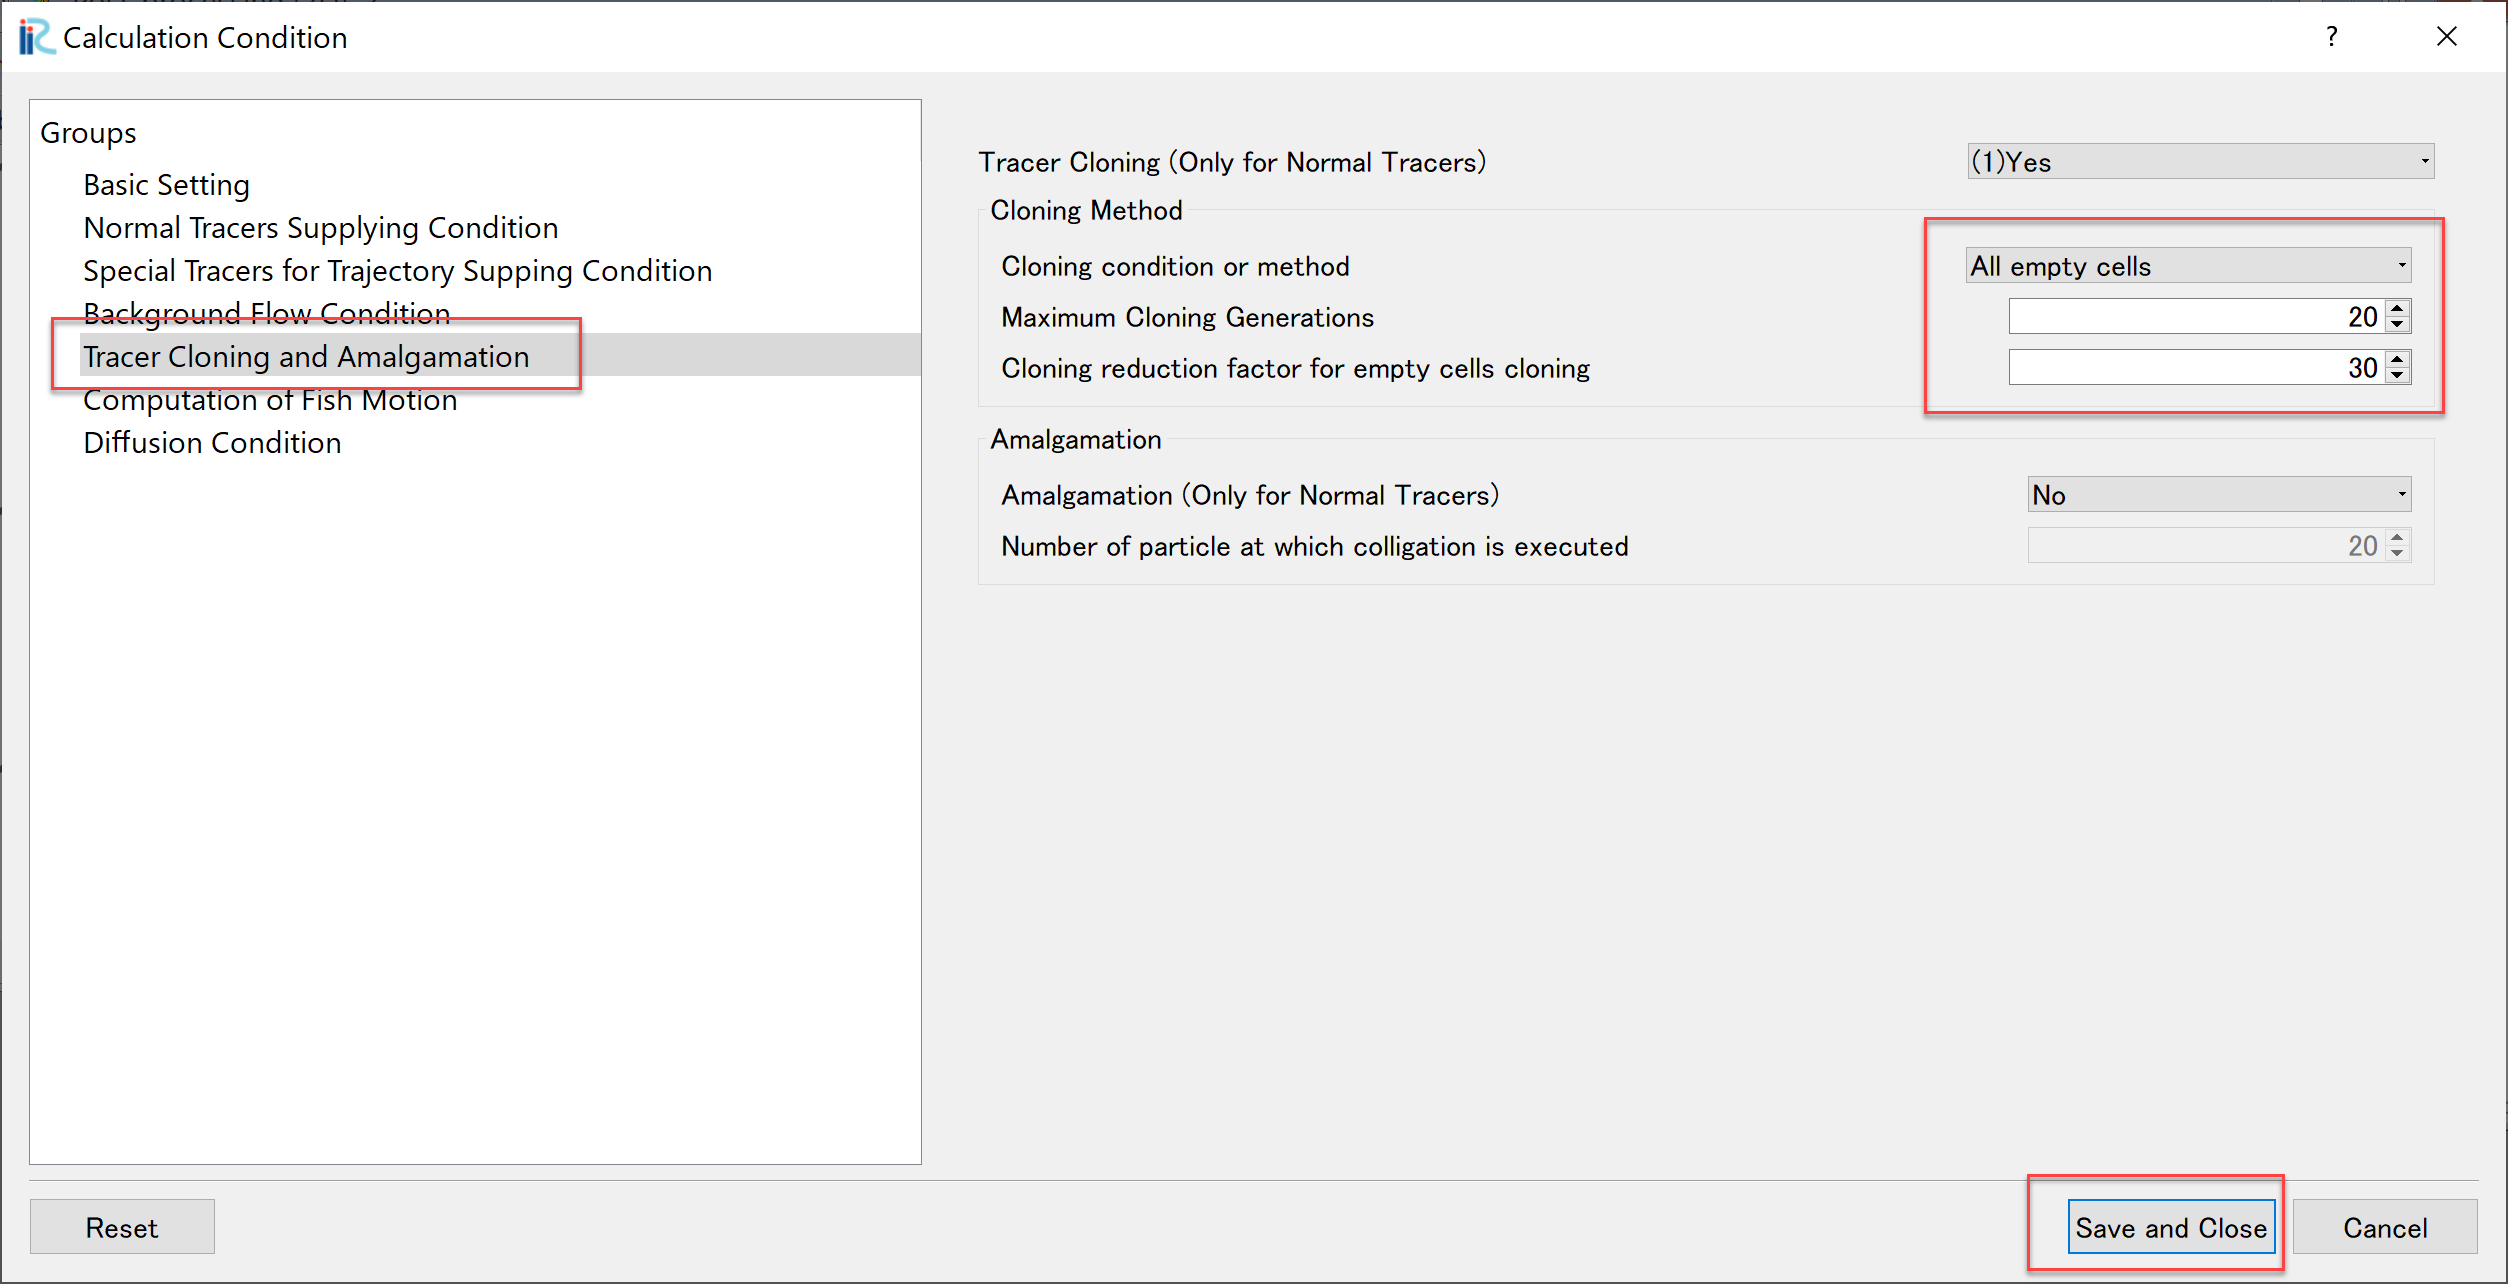 Calculation Condition
?
Groups
Basic Setting
Normal Tracers Supplying Condition
Special Tracers for Trajectory Supping Condition
Background Flow Condition
Tracer Cloning and Amalgamation
Computation of Fish Motion
Diffusion Condition
Tracer Cloning (Only for Normal Tracers) (1)Yes
Cloning Method
Cloning condition or method All empty cells
Maximum Cloning Generations 20
Cloning reduction factor for empty cells cloning 30
Amalgamation
Amalgamation (Only for Normal Tracers) No
Number of particle at which colligation is executed 20
Reset
Save and Close
Cancel